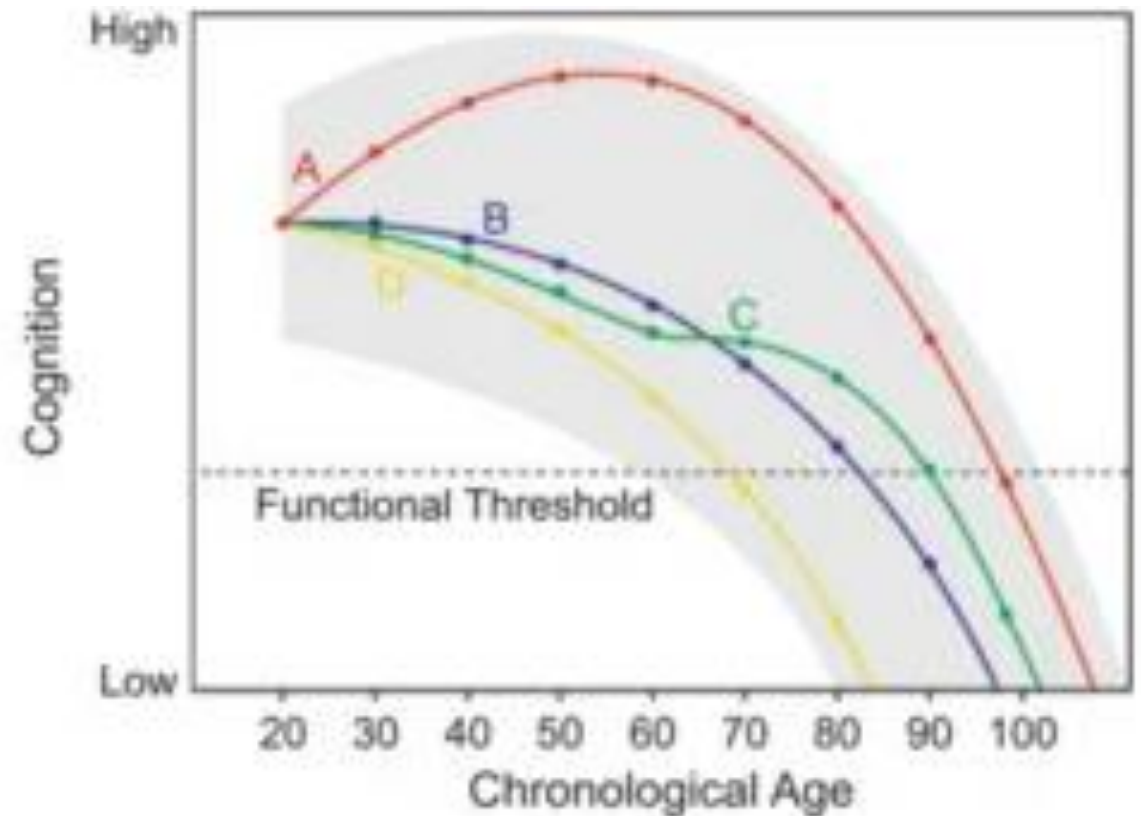 High
A
B
C
D
Cognition
Functional Threshold
Low
20 30 40 50 60 70 80 90 100
Chronological Age